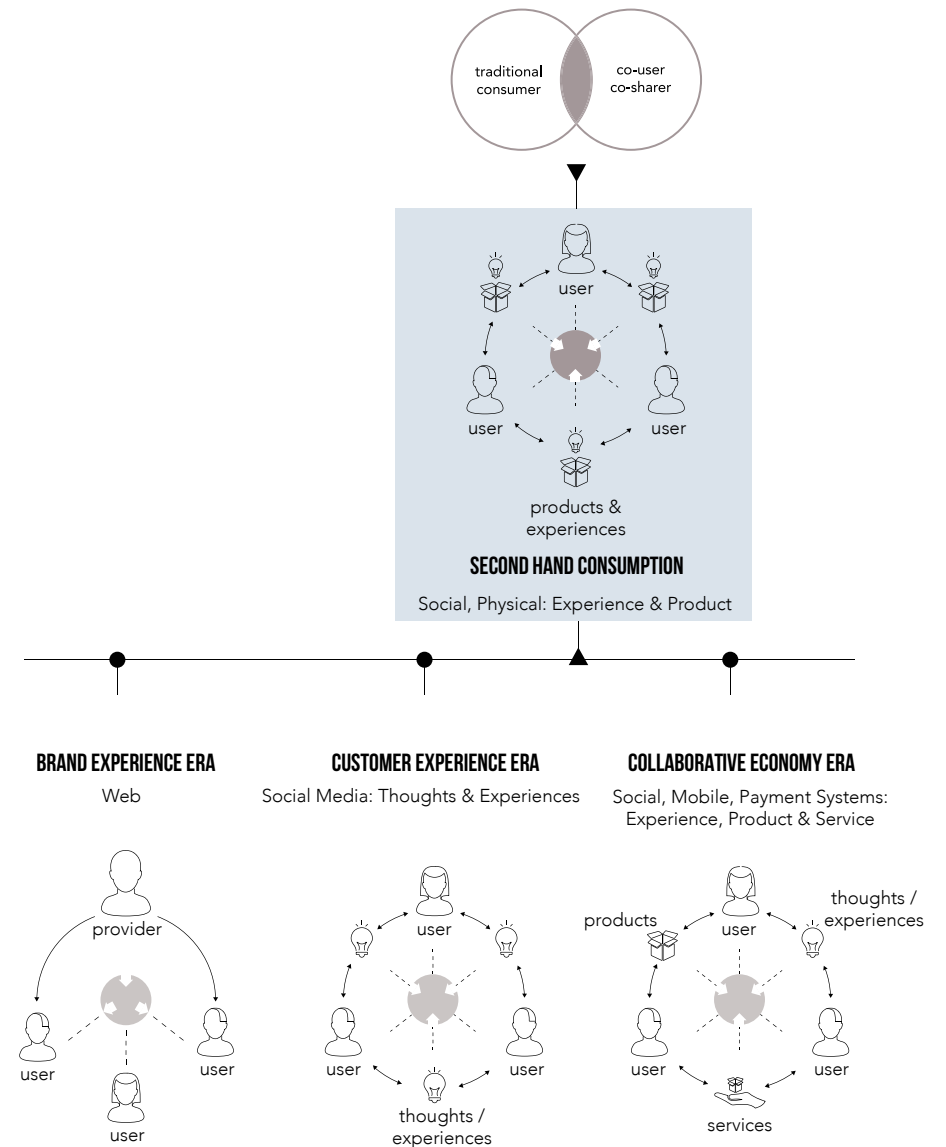 traditional
consumer
co-user
co-sharer
user
user
user
products &
experiences
SECOND HAND CONSUMPTION
Social, Physical: Experience & Product
BRAND EXPERIENCE ERA
Web
provider
user
user
user
CUSTOMER EXPERIENCE ERA
Social Media: Thoughts & Experiences
user
user
user
thoughts /
experiences
COLLABORATIVE ECONOMY ERA
Social, Mobile, Payment Systems:
Experience, Product & Service
products
user
thoughts /
experiences
user
user
services